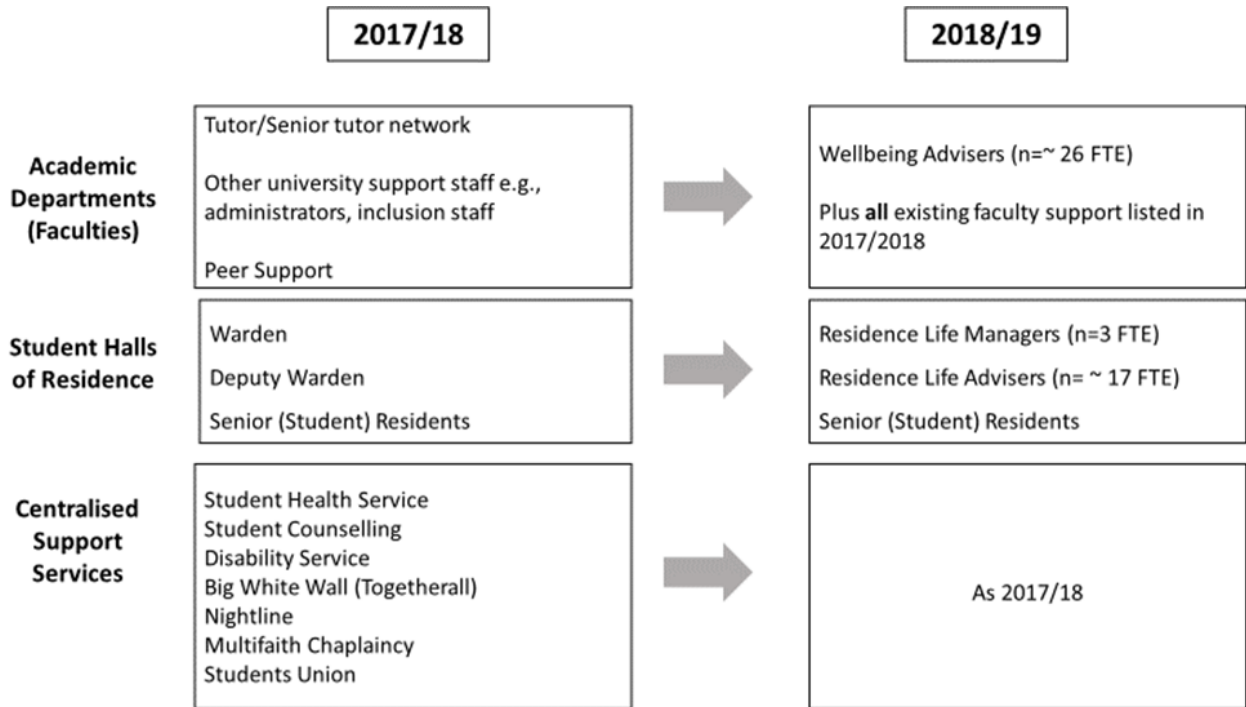 2017/18
2018/19
Academic
Departments
(Faculties)
Tutor/Senior tutor network
Other university support staff e.g.,
administrators, inclusion staff
Peer Support
Wellbeing Advisers (n=~ 26 FTE)
Plus all existing faculty support listed in
2017/2018
Student Halls
of Residence
Warden
Deputy Warden
Senior (Student) Residents
Residence Life Managers (n=3 FTE)
Residence Life Advisers (n= ~ 17 FTE)
Senior (Student) Residents
Centralised
Support
Services
Student Health Service
Student Counselling
Disability Service
Big White Wall (Togetherall)
Nightline
Multifaith Chaplaincy
Students Union
As 2017/18